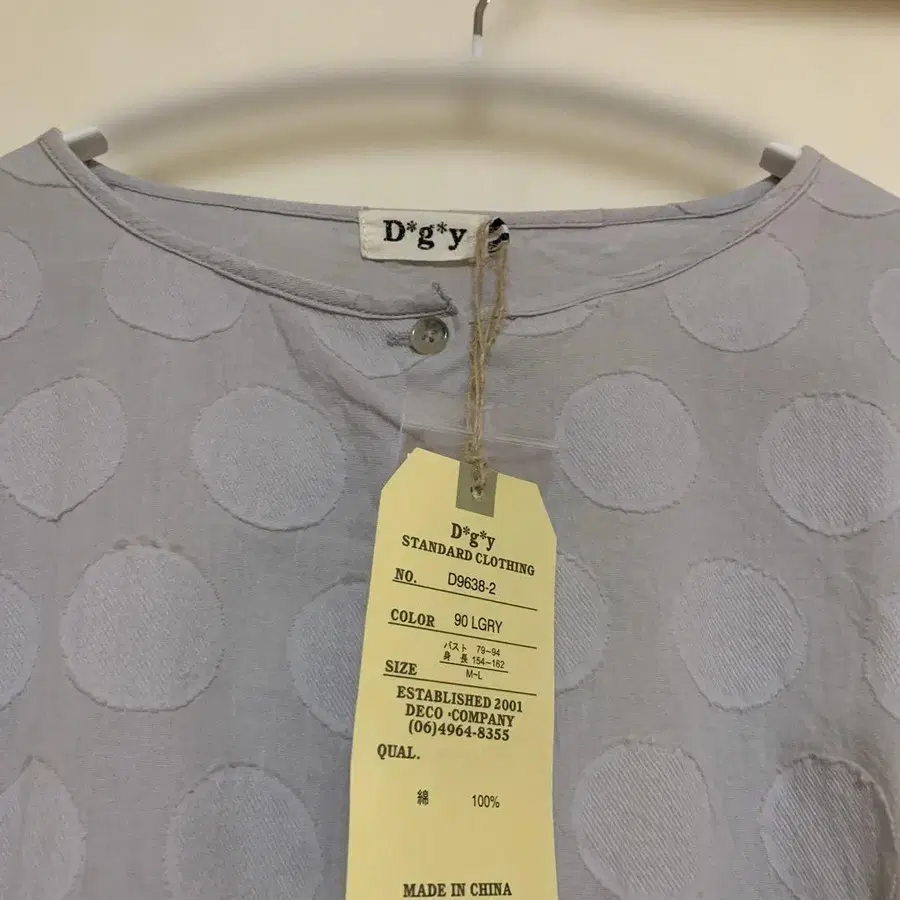 D*g*y
D*g*y
STANDARD CLOTHING
NO. D9638-2
COLOR 90 LGRY
バスト 79~94
身 長 154~162
SIZE M~L
ESTABLISHED 2001
DECO・COMPANY
(06)4964-8355
QUAL.
綿 100%
MADE IN CHINA